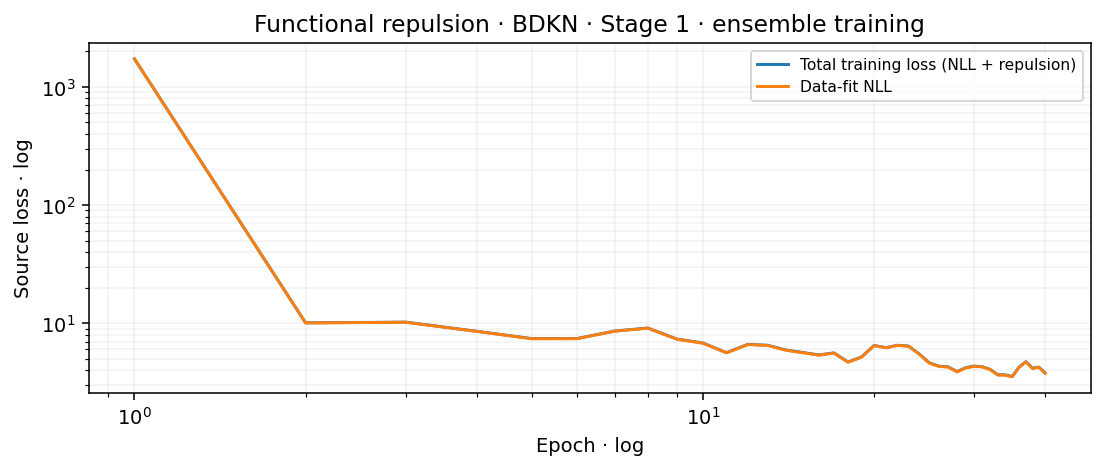 Functional repulsion · BDKN · Stage 1 · ensemble training
Total training loss (NLL + repulsion)
Data-fit NLL
Source loss · log
10³
10²
10¹
10⁰
10¹
Epoch · log